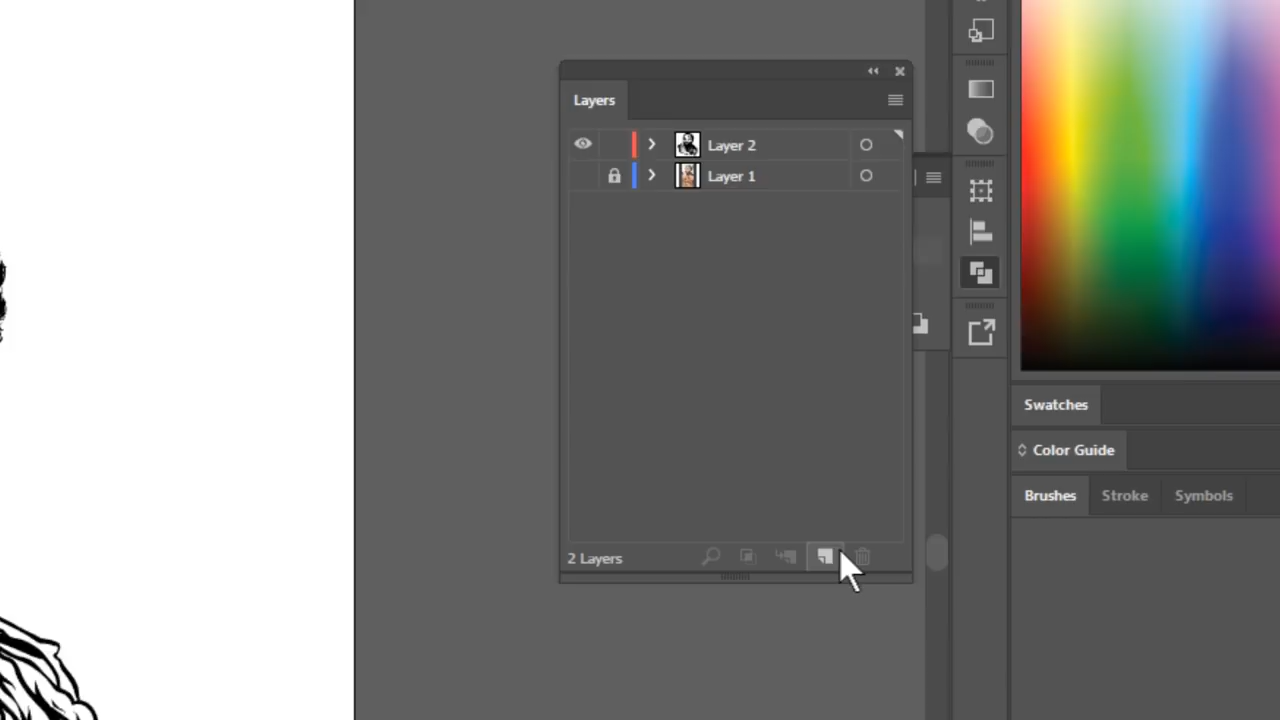 Layers
Layer 2
Layer 1
2 Layers
Swatches
Color Guide
Brushes Stroke Symbols